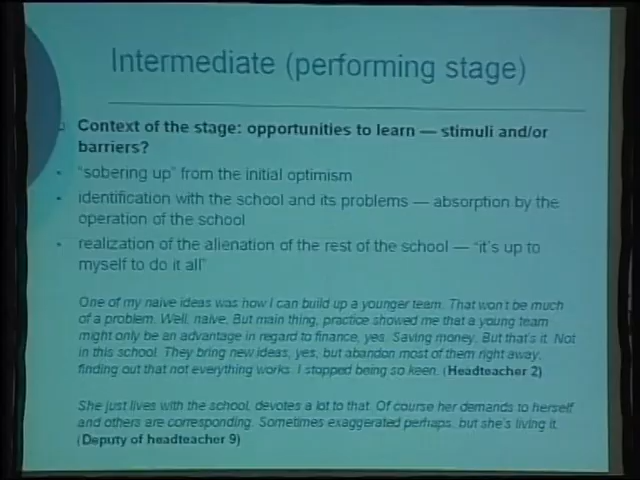 Intermediate (performing stage)
Context of the stage: opportunities to learn — stimuli and/or
barriers?
"sobering up" from the initial optimism
identification with the school and its problems — absorption by the
operation of the school
realization of the alienation of the rest of the school — "it's up to
myself to do it all"
One of my naive ideas was how I can build up a younger team. That won't be much
of a problem. Well, naive. But main thing, practice showed me that a young team
might only be an advantage in regard to finance, yes. Saving money. But that's it. Not
in this school. They bring new ideas, yes, but abandon most of them right away,
finding out that not everything works. I stopped being so keen. (Headteacher 2)
She just lives with the school, devotes a lot to that. Of course her demands to herself
and others are corresponding. Sometimes exaggerated perhaps, but she's living it.
(Deputy of headteacher 9)